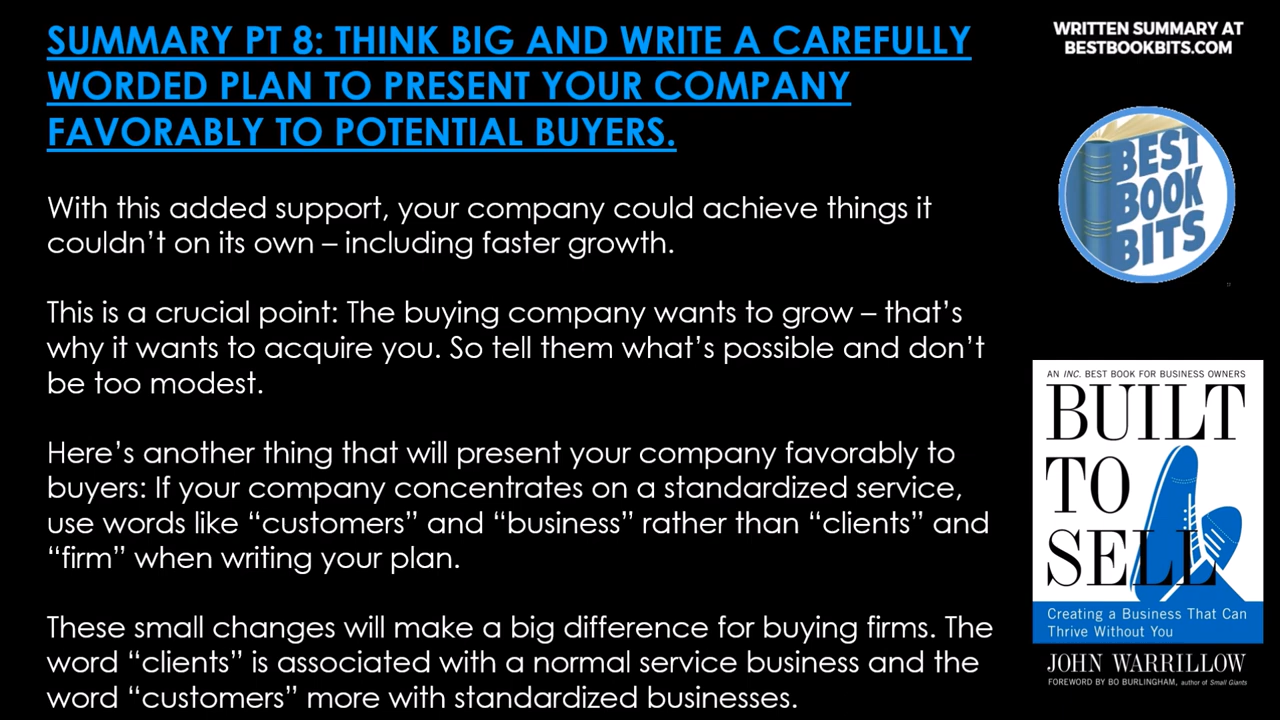 SUMMARY PT 8: THINK BIG AND WRITE A CAREFULLY
WORDED PLAN TO PRESENT YOUR COMPANY
FAVORABLY TO POTENTIAL BUYERS.
With this added support, your company could achieve things it
couldn’t on its own – including faster growth.
This is a crucial point: The buying company wants to grow – that’s
why it wants to acquire you. So tell them what’s possible and don’t
be too modest.
Here’s another thing that will present your company favorably to
buyers: If your company concentrates on a standardized service,
use words like “customers” and “business” rather than “clients” and
“firm” when writing your plan.
These small changes will make a big difference for buying firms. The
word “clients” is associated with a normal service business and the
word “customers” more with standardized businesses.
WRITTEN SUMMARY AT
BESTBOOKBITS.COM
BEST
BOOK
BITS
AN INC. BEST BOOK FOR BUSINESS OWNERS
BUILT
TO
SELL
Creating a Business That Can
Thrive Without You
JOHN WARRILLOW
FOREWORD BY BO BURLINGHAM, author of Small Giants